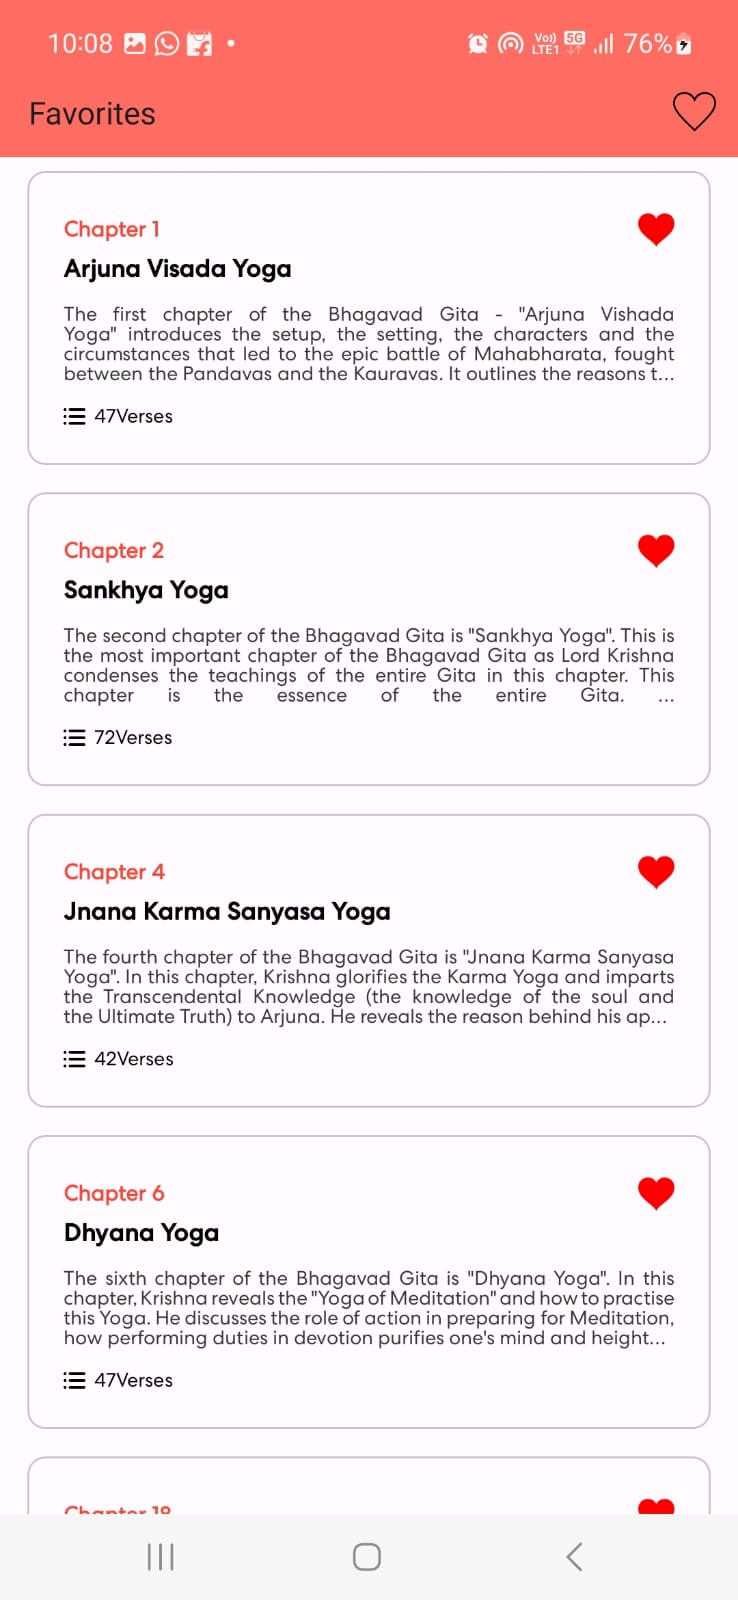 10:08
Vo))
LTE1
5G
76%
Favorites
Chapter 1
Arjuna Visada Yoga
The first chapter of the Bhagavad Gita - "Arjuna Vishada
Yoga" introduces the setup, the setting, the characters and the
circumstances that led to the epic battle of Mahabharata, fought
between the Pandavas and the Kauravas. It outlines the reasons t...
47Verses
Chapter 2
Sankhya Yoga
The second chapter of the Bhagavad Gita is "Sankhya Yoga". This is
the most important chapter of the Bhagavad Gita as Lord Krishna
condenses the teachings of the entire Gita in this chapter. This
chapter is the essence of the entire Gita. ...
72Verses
Chapter 4
Jnana Karma Sanyasa Yoga
The fourth chapter of the Bhagavad Gita is "Jnana Karma Sanyasa
Yoga". In this chapter, Krishna glorifies the Karma Yoga and imparts
the Transcendental Knowledge (the knowledge of the soul and
the Ultimate Truth) to Arjuna. He reveals the reason behind his ap...
42Verses
Chapter 6
Dhyana Yoga
The sixth chapter of the Bhagavad Gita is "Dhyana Yoga". In this
chapter, Krishna reveals the "Yoga of Meditation" and how to practise
this Yoga. He discusses the role of action in preparing for Meditation,
how performing duties in devotion purifies one's mind and height...
47Verses
Chapter 18